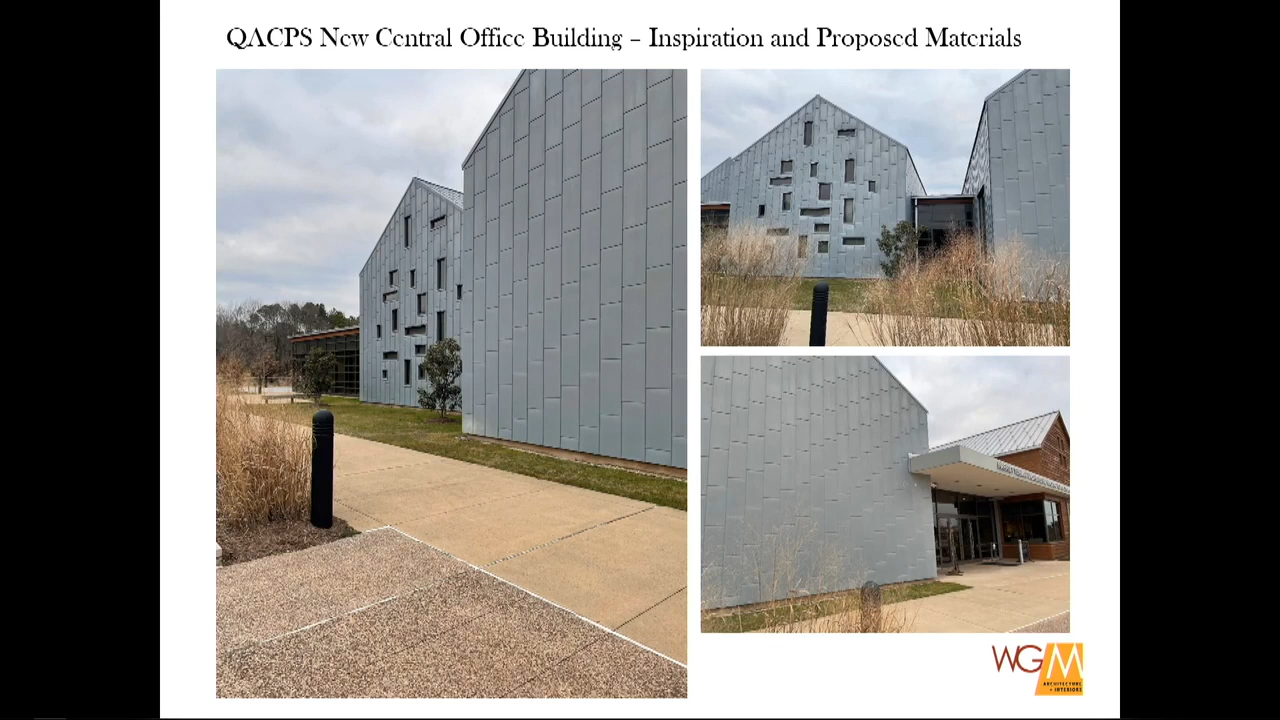 QACPS New Central Office Building – Inspiration and Proposed Materials
WGM
ARCHITECTURE
+ INTERIORS